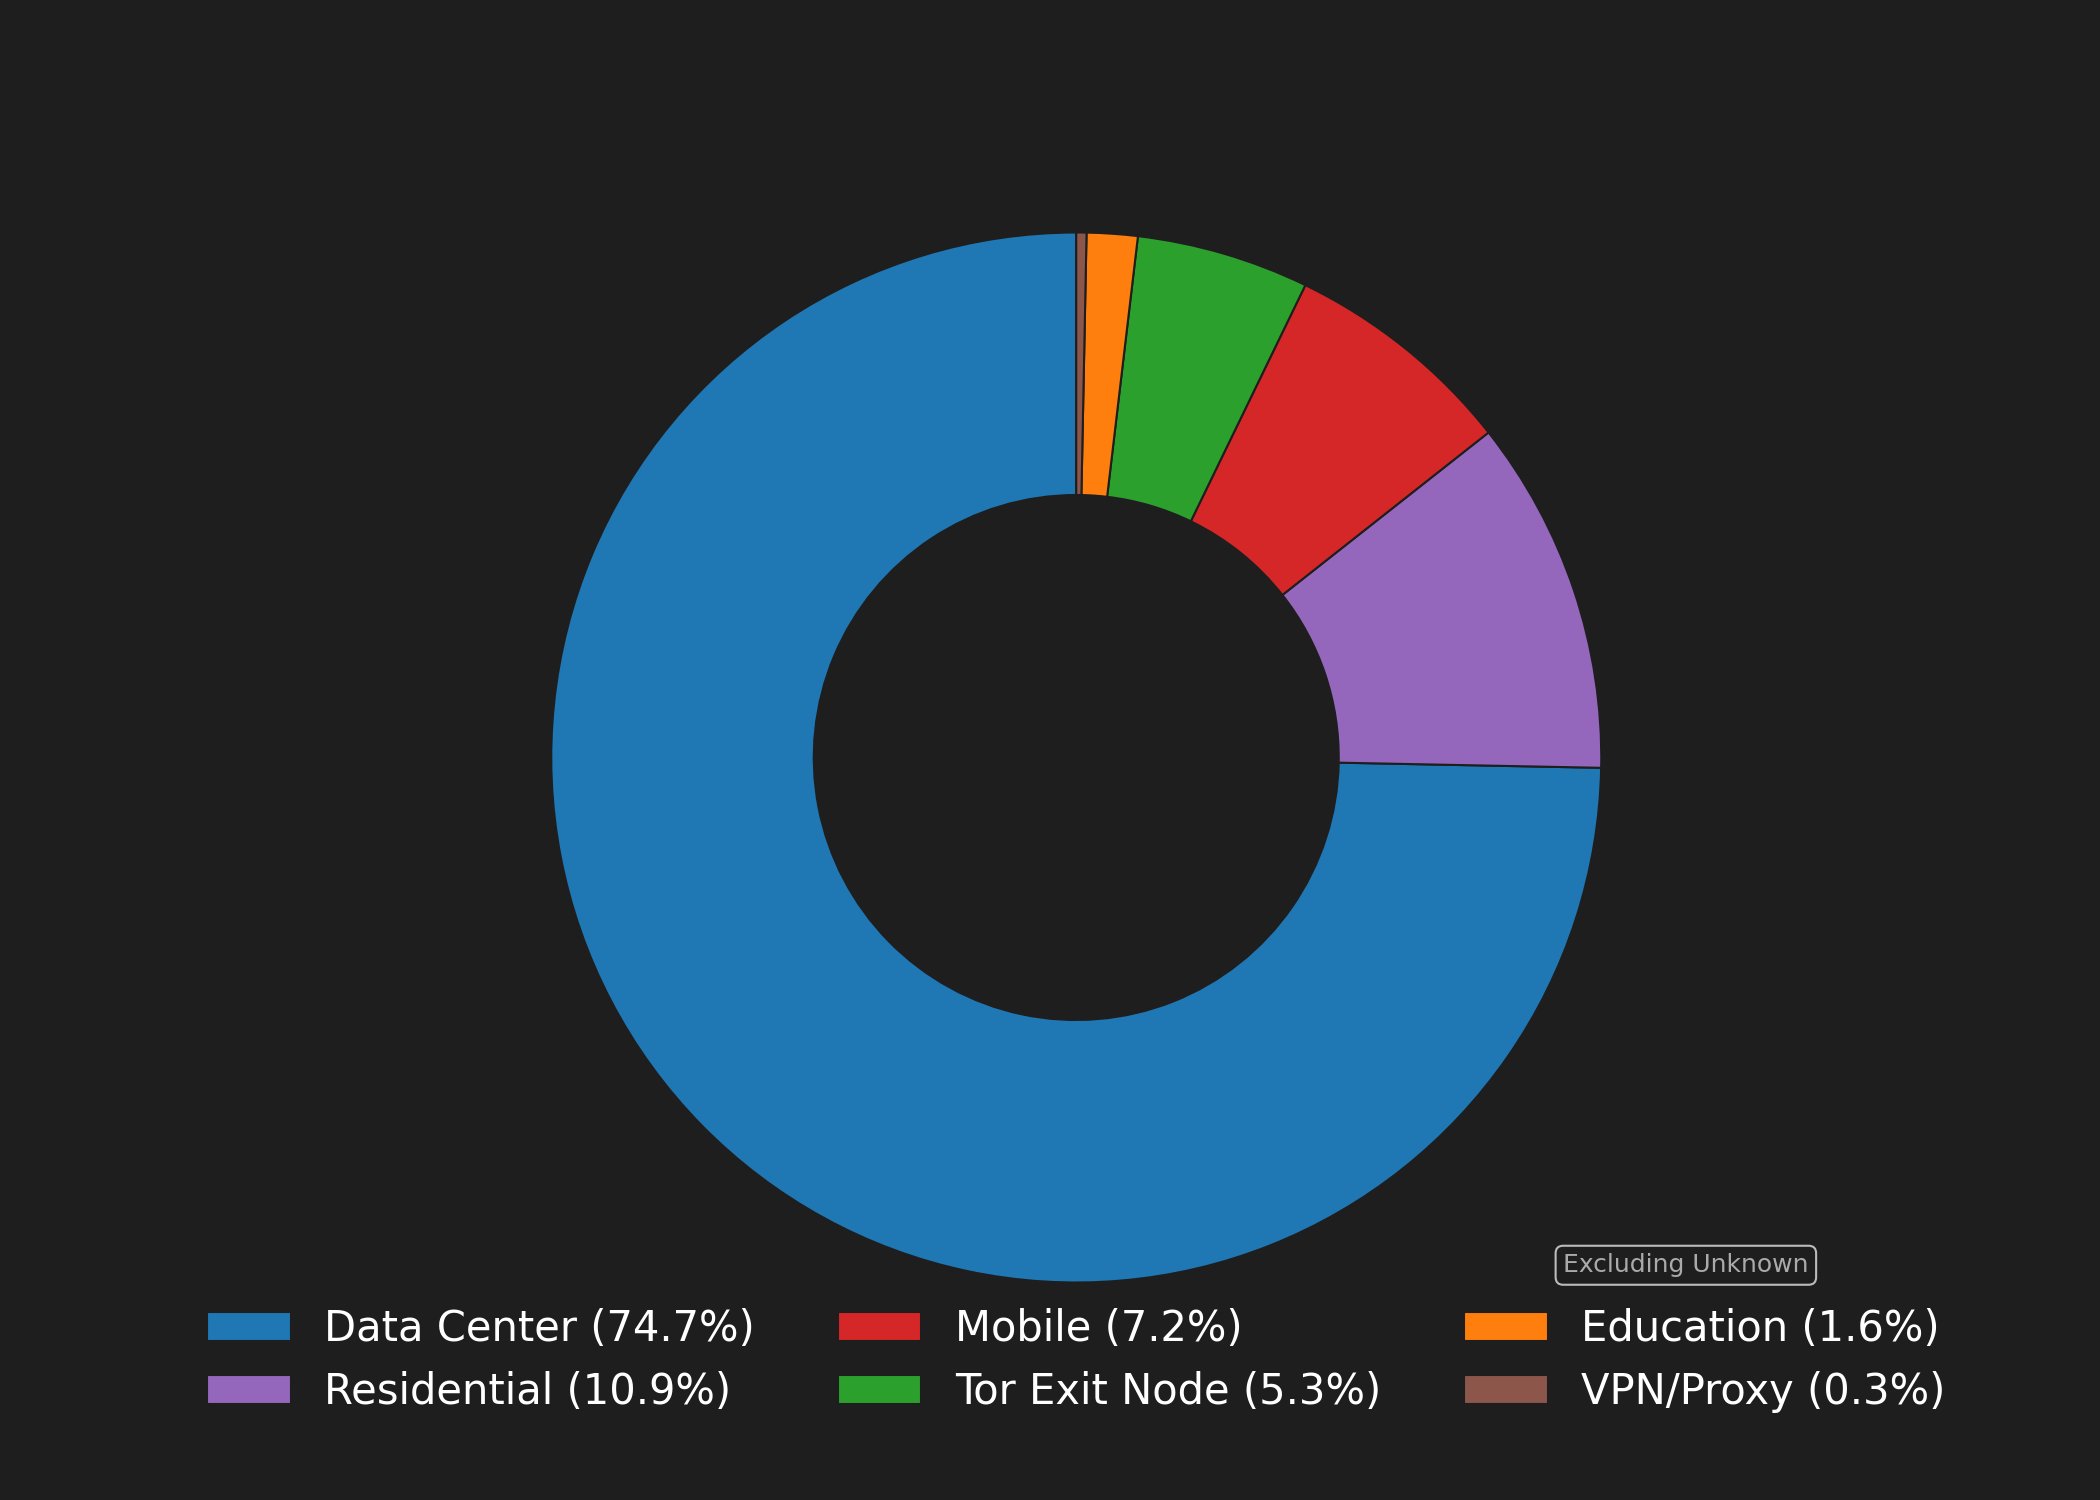 Excluding Unknown
Data Center (74.7%)
Residential (10.9%)
Mobile (7.2%)
Tor Exit Node (5.3%)
Education (1.6%)
VPN/Proxy (0.3%)